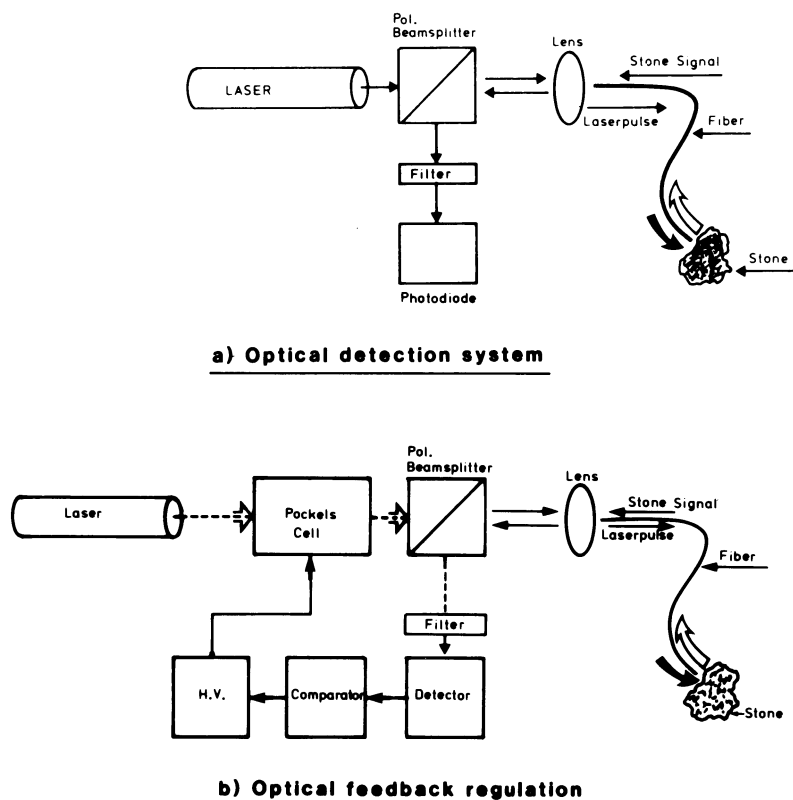 Pol.
Beamsplitter
Lens
Stone Signal
LASER
Laserpulse
Fiber
Filter
Stone
Photodiode
a) Optical detection system
Pol.
Beamsplitter
Lens
Laser
Pockels
Cell
Stone Signal
Laserpulse
Fiber
Filter
H.V.
Comparator
Detector
Stone
b) Optical feedback regulation